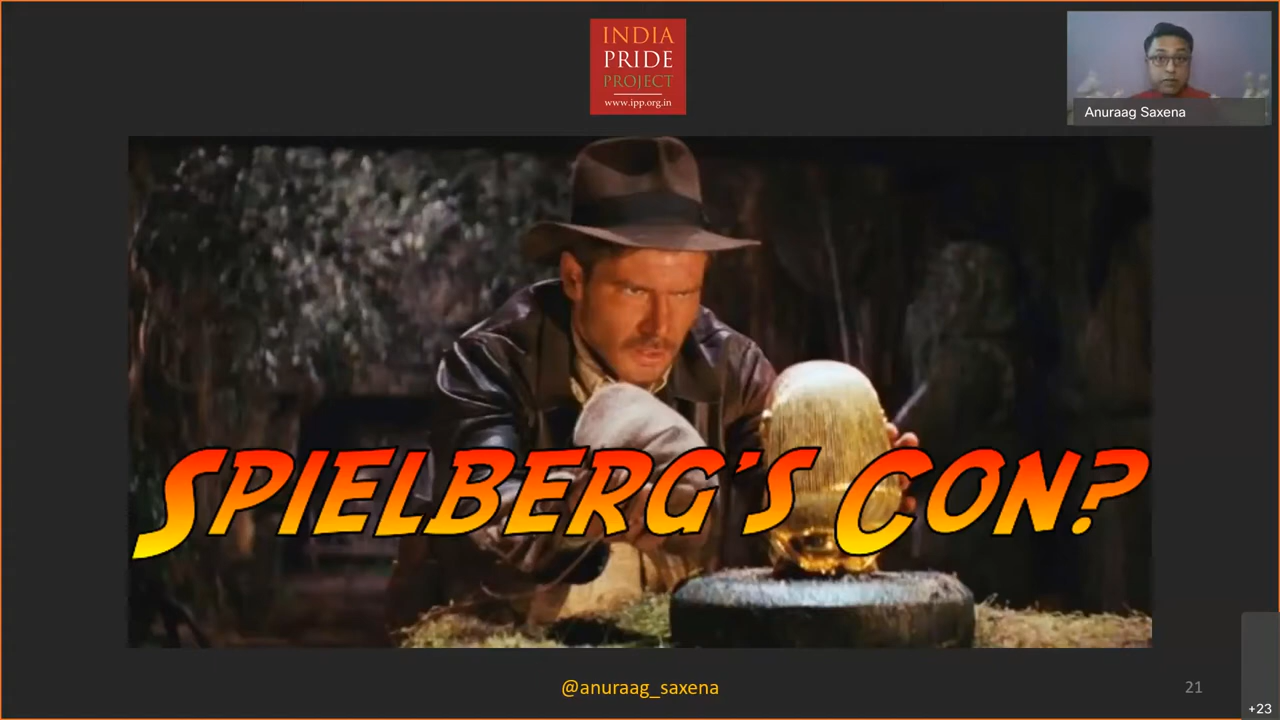 INDIA
PRIDE
PROJECT
www.ipp.org.in
Anuraag Saxena
SPIELBERG'S CON?
@anuraag_saxena
21
+23